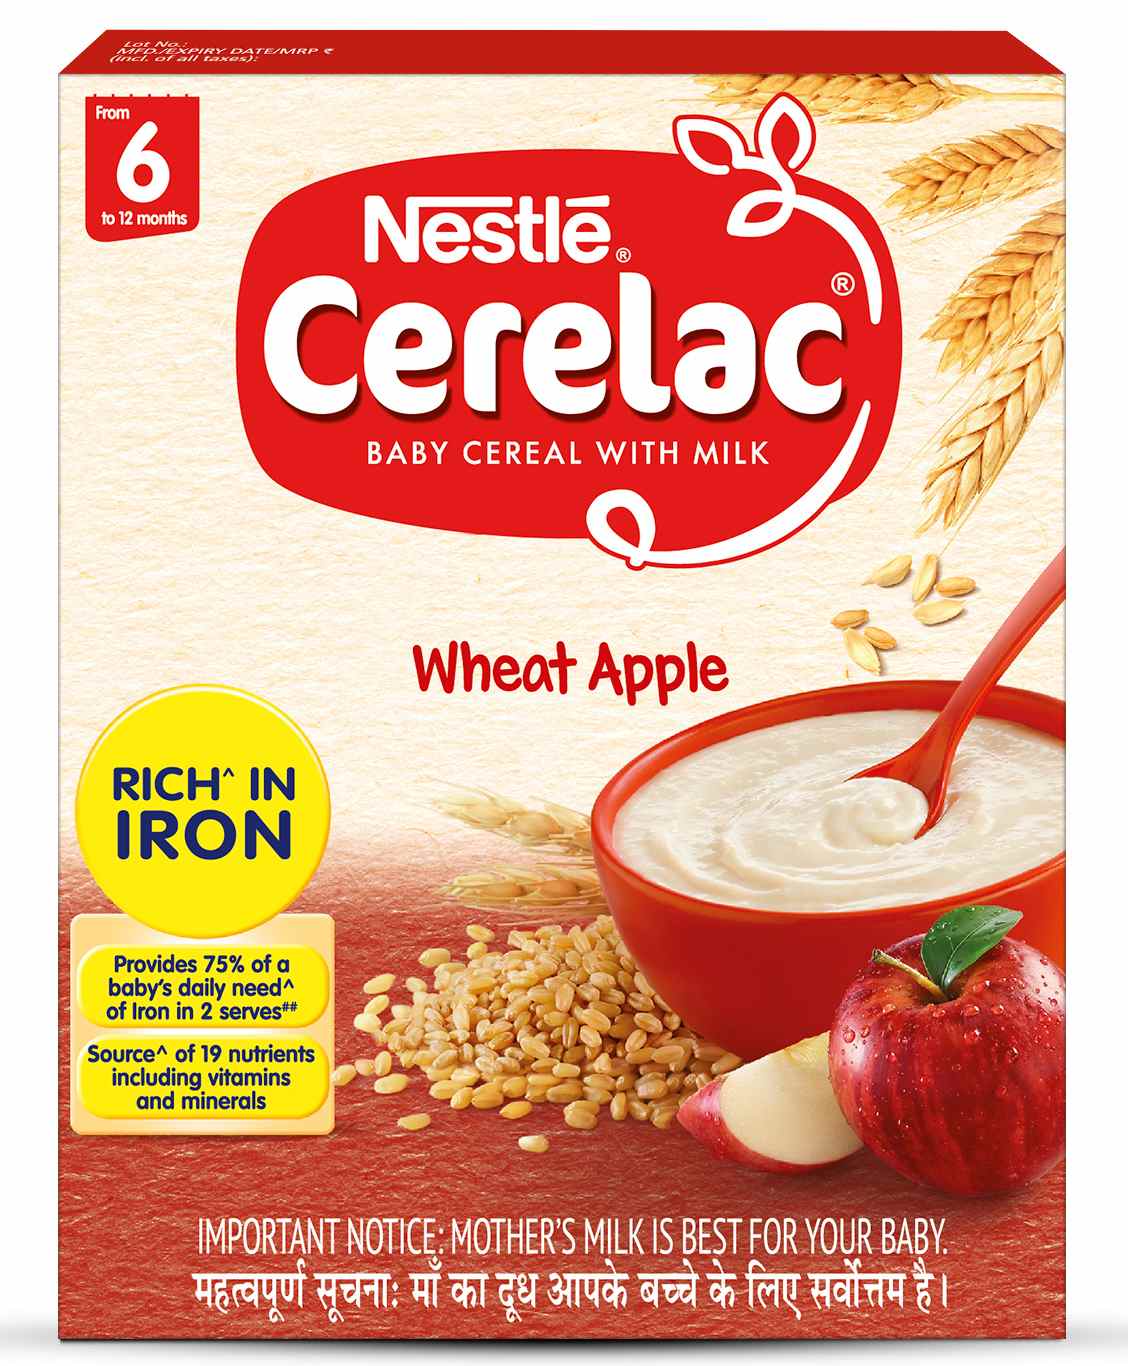 Lot No.:
MFD./EXPIRY DATE/MRP ₹
(incl. of all taxes):
From
6
to 12 months
Nestlé®
Cerelac®
BABY CEREAL WITH MILK
Wheat Apple
RICH^ IN
IRON
Provides 75% of a
baby's daily need^
of Iron in 2 serves##
Source^ of 19 nutrients
including vitamins
and minerals
IMPORTANT NOTICE: MOTHER'S MILK IS BEST FOR YOUR BABY.
महत्वपूर्ण सूचना: माँ का दूध आपके बच्चे के लिए सर्वोत्तम है।